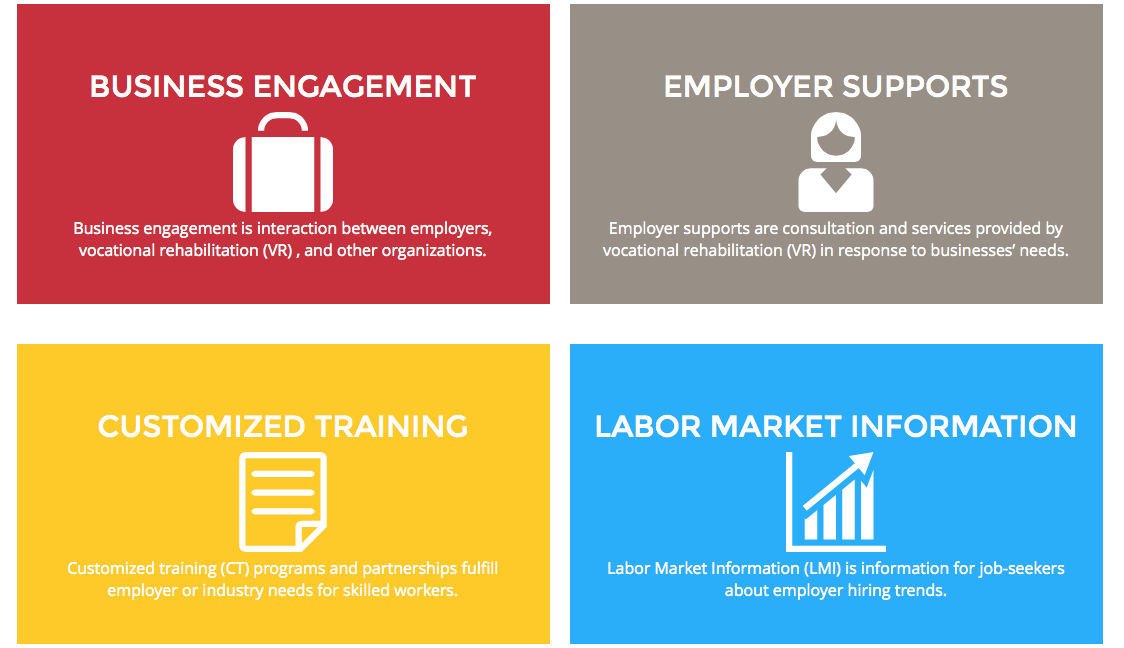 BUSINESS ENGAGEMENT
Business engagement is interaction between employers,
vocational rehabilitation (VR) , and other organizations.
EMPLOYER SUPPORTS
Employer supports are consultation and services provided by
vocational rehabilitation (VR) in response to businesses’ needs.
CUSTOMIZED TRAINING
Customized training (CT) programs and partnerships fulfill
employer or industry needs for skilled workers.
LABOR MARKET INFORMATION
Labor Market Information (LMI) is information for job-seekers
about employer hiring trends.